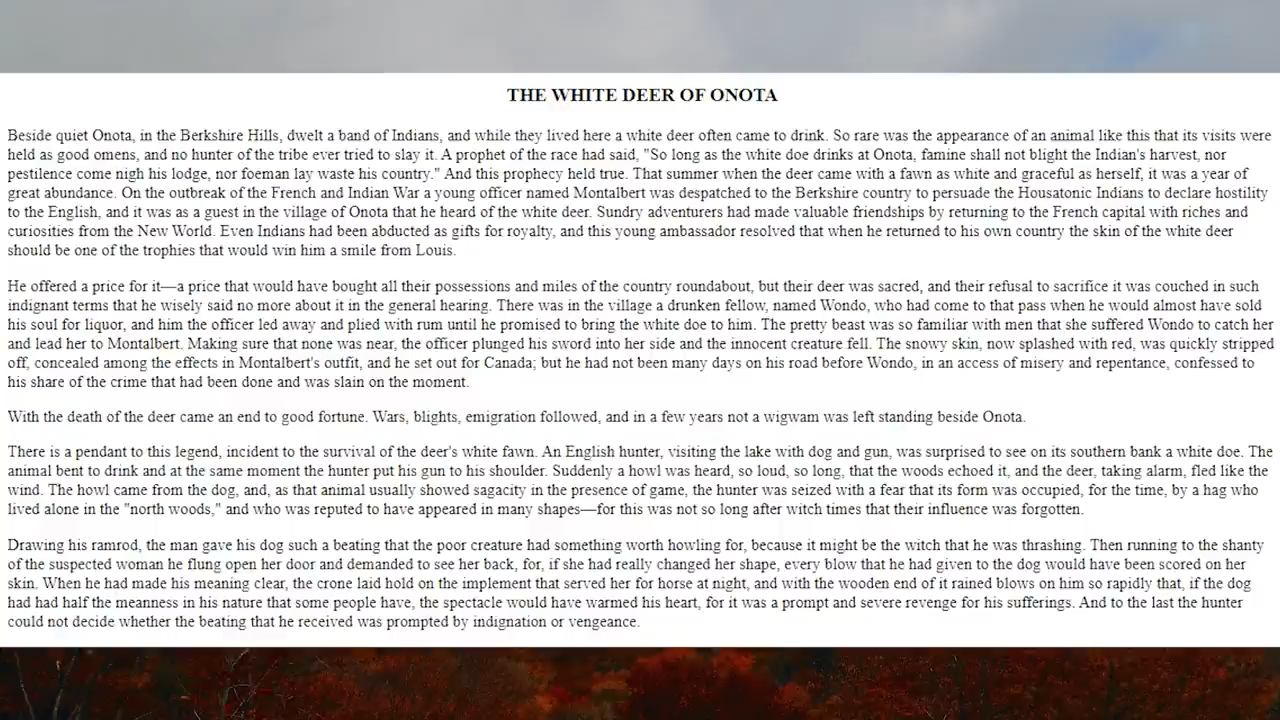 THE WHITE DEER OF ONOTA
Beside quiet Onota, in the Berkshire Hills, dwelt a band of Indians, and while they lived here a white deer often came to drink. So rare was the appearance of an animal like this that its visits were
held as good omens, and no hunter of the tribe ever tried to slay it. A prophet of the race had said, "So long as the white doe drinks at Onota, famine shall not blight the Indian's harvest, nor
pestilence come nigh his lodge, nor foeman lay waste his country." And this prophecy held true. That summer when the deer came with a fawn as white and graceful as herself, it was a year of
great abundance. On the outbreak of the French and Indian War a young officer named Montalbert was despatched to the Berkshire country to persuade the Housatonic Indians to declare hostility
to the English, and it was as a guest in the village of Onota that he heard of the white deer. Sundry adventurers had made valuable friendships by returning to the French capital with riches and
curiosities from the New World. Even Indians had been abducted as gifts for royalty, and this young ambassador resolved that when he returned to his own country the skin of the white deer
should be one of the trophies that would win him a smile from Louis.
He offered a price for it—a price that would have bought all their possessions and miles of the country roundabout, but their deer was sacred, and their refusal to sacrifice it was couched in such
indignant terms that he wisely said no more about it in the general hearing. There was in the village a drunken fellow, named Wondo, who had come to that pass when he would almost have sold
his soul for liquor, and him the officer led away and plied with rum until he promised to bring the white doe to him. The pretty beast was so familiar with men that she suffered Wondo to catch her
and lead her to Montalbert. Making sure that none was near, the officer plunged his sword into her side and the innocent creature fell. The snowy skin, now splashed with red, was quickly stripped
off, concealed among the effects in Montalbert's outfit, and he set out for Canada; but he had not been many days on his road before Wondo, in an access of misery and repentance, confessed to
his share of the crime that had been done and was slain on the moment.
With the death of the deer came an end to good fortune. Wars, blights, emigration followed, and in a few years not a wigwam was left standing beside Onota.
There is a pendant to this legend, incident to the survival of the deer's white fawn. An English hunter, visiting the lake with dog and gun, was surprised to see on its southern bank a white doe. The
animal bent to drink and at the same moment the hunter put his gun to his shoulder. Suddenly a howl was heard, so loud, so long, that the woods echoed it, and the deer, taking alarm, fled like the
wind. The howl came from the dog, and, as that animal usually showed sagacity in the presence of game, the hunter was seized with a fear that its form was occupied, for the time, by a hag who
lived alone in the "north woods," and who was reputed to have appeared in many shapes—for this was not so long after witch times that their influence was forgotten.
Drawing his ramrod, the man gave his dog such a beating that the poor creature had something worth howling for, because it might be the witch that he was thrashing. Then running to the shanty
of the suspected woman he flung open her door and demanded to see her back, for, if she had really changed her shape, every blow that he had given to the dog would have been scored on her
skin. When he had made his meaning clear, the crone laid hold on the implement that served her for horse at night, and with the wooden end of it rained blows on him so rapidly that, if the dog
had had half the meanness in his nature that some people have, the spectacle would have warmed his heart, for it was a prompt and severe revenge for his sufferings. And to the last the hunter
could not decide whether the beating that he received was prompted by indignation or vengeance.